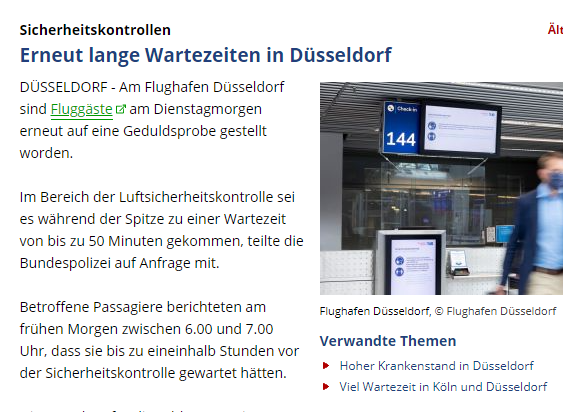 Sicherheitskontrollen
Ält
Erneut lange Wartezeiten in Düsseldorf
DÜSSELDORF - Am Flughafen Düsseldorf
sind Fluggäste am Dienstagmorgen
erneut auf eine Geduldsprobe gestellt
worden.
Im Bereich der Luftsicherheitskontrolle sei
es während der Spitze zu einer Wartezeit
von bis zu 50 Minuten gekommen, teilte die
Bundespolizei auf Anfrage mit.
Betroffene Passagiere berichteten am
frühen Morgen zwischen 6.00 und 7.00
Uhr, dass sie bis zu eineinhalb Stunden vor
der Sicherheitskontrolle gewartet hätten.
Check-in
144
Flughafen Düsseldorf, © Flughafen Düsseldorf
Verwandte Themen
Hoher Krankenstand in Düsseldorf
Viel Wartezeit in Köln und Düsseldorf